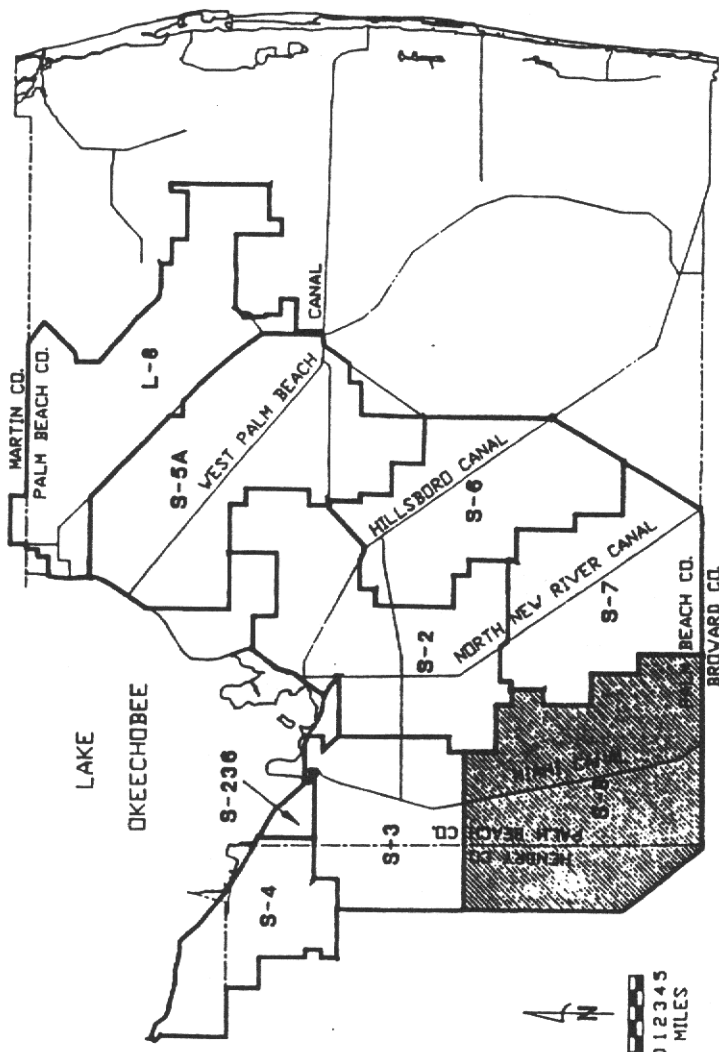 MARTIN CO.
PALM BEACH CO.
L-8
CANAL
WEST PALM BEACH
S-5A
LAKE
OKEECHOBEE
S-236
HILLSBORO CANAL
S-6
S-2
NORTH NEW RIVER CANAL
S-7
S-4
S-3
HENDRY CO.
PALM BEACH CO.
S-8
BEACH CO.
BROWARD CO.
N
0 1 2 3 4 5
MILES